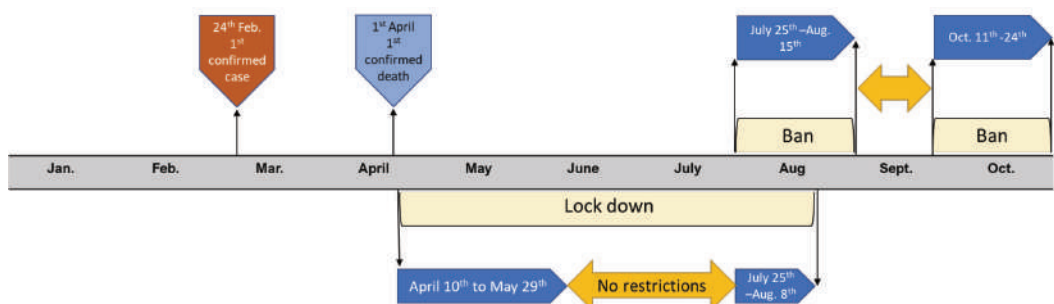 24th Feb.
1st
confirmed
case
1st April
1st
confirmed
death
July 25th –Aug.
15th
Oct. 11th -24th
Ban
Ban
Jan.
Feb.
Mar.
April
May
June
July
Aug
Sept.
Oct.
Lock down
April 10th to May 29th
No restrictions
July 25th
–Aug. 8th